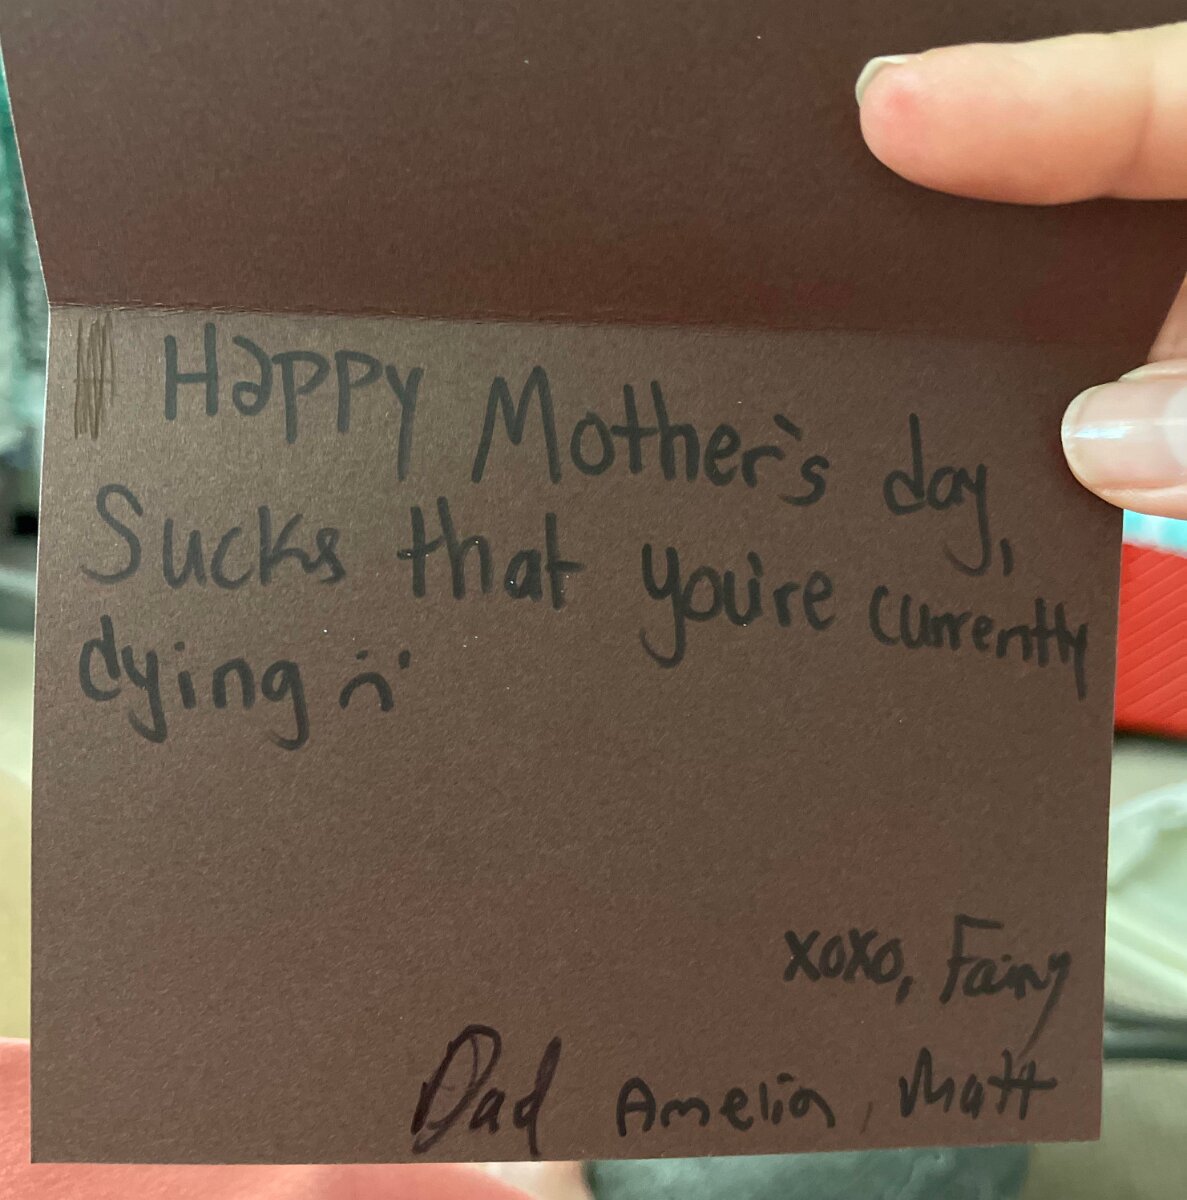 Happy Mother's day,
Sucks that you're currently
dying :(
xoxo, Fairy
Dad Amelia, Matt